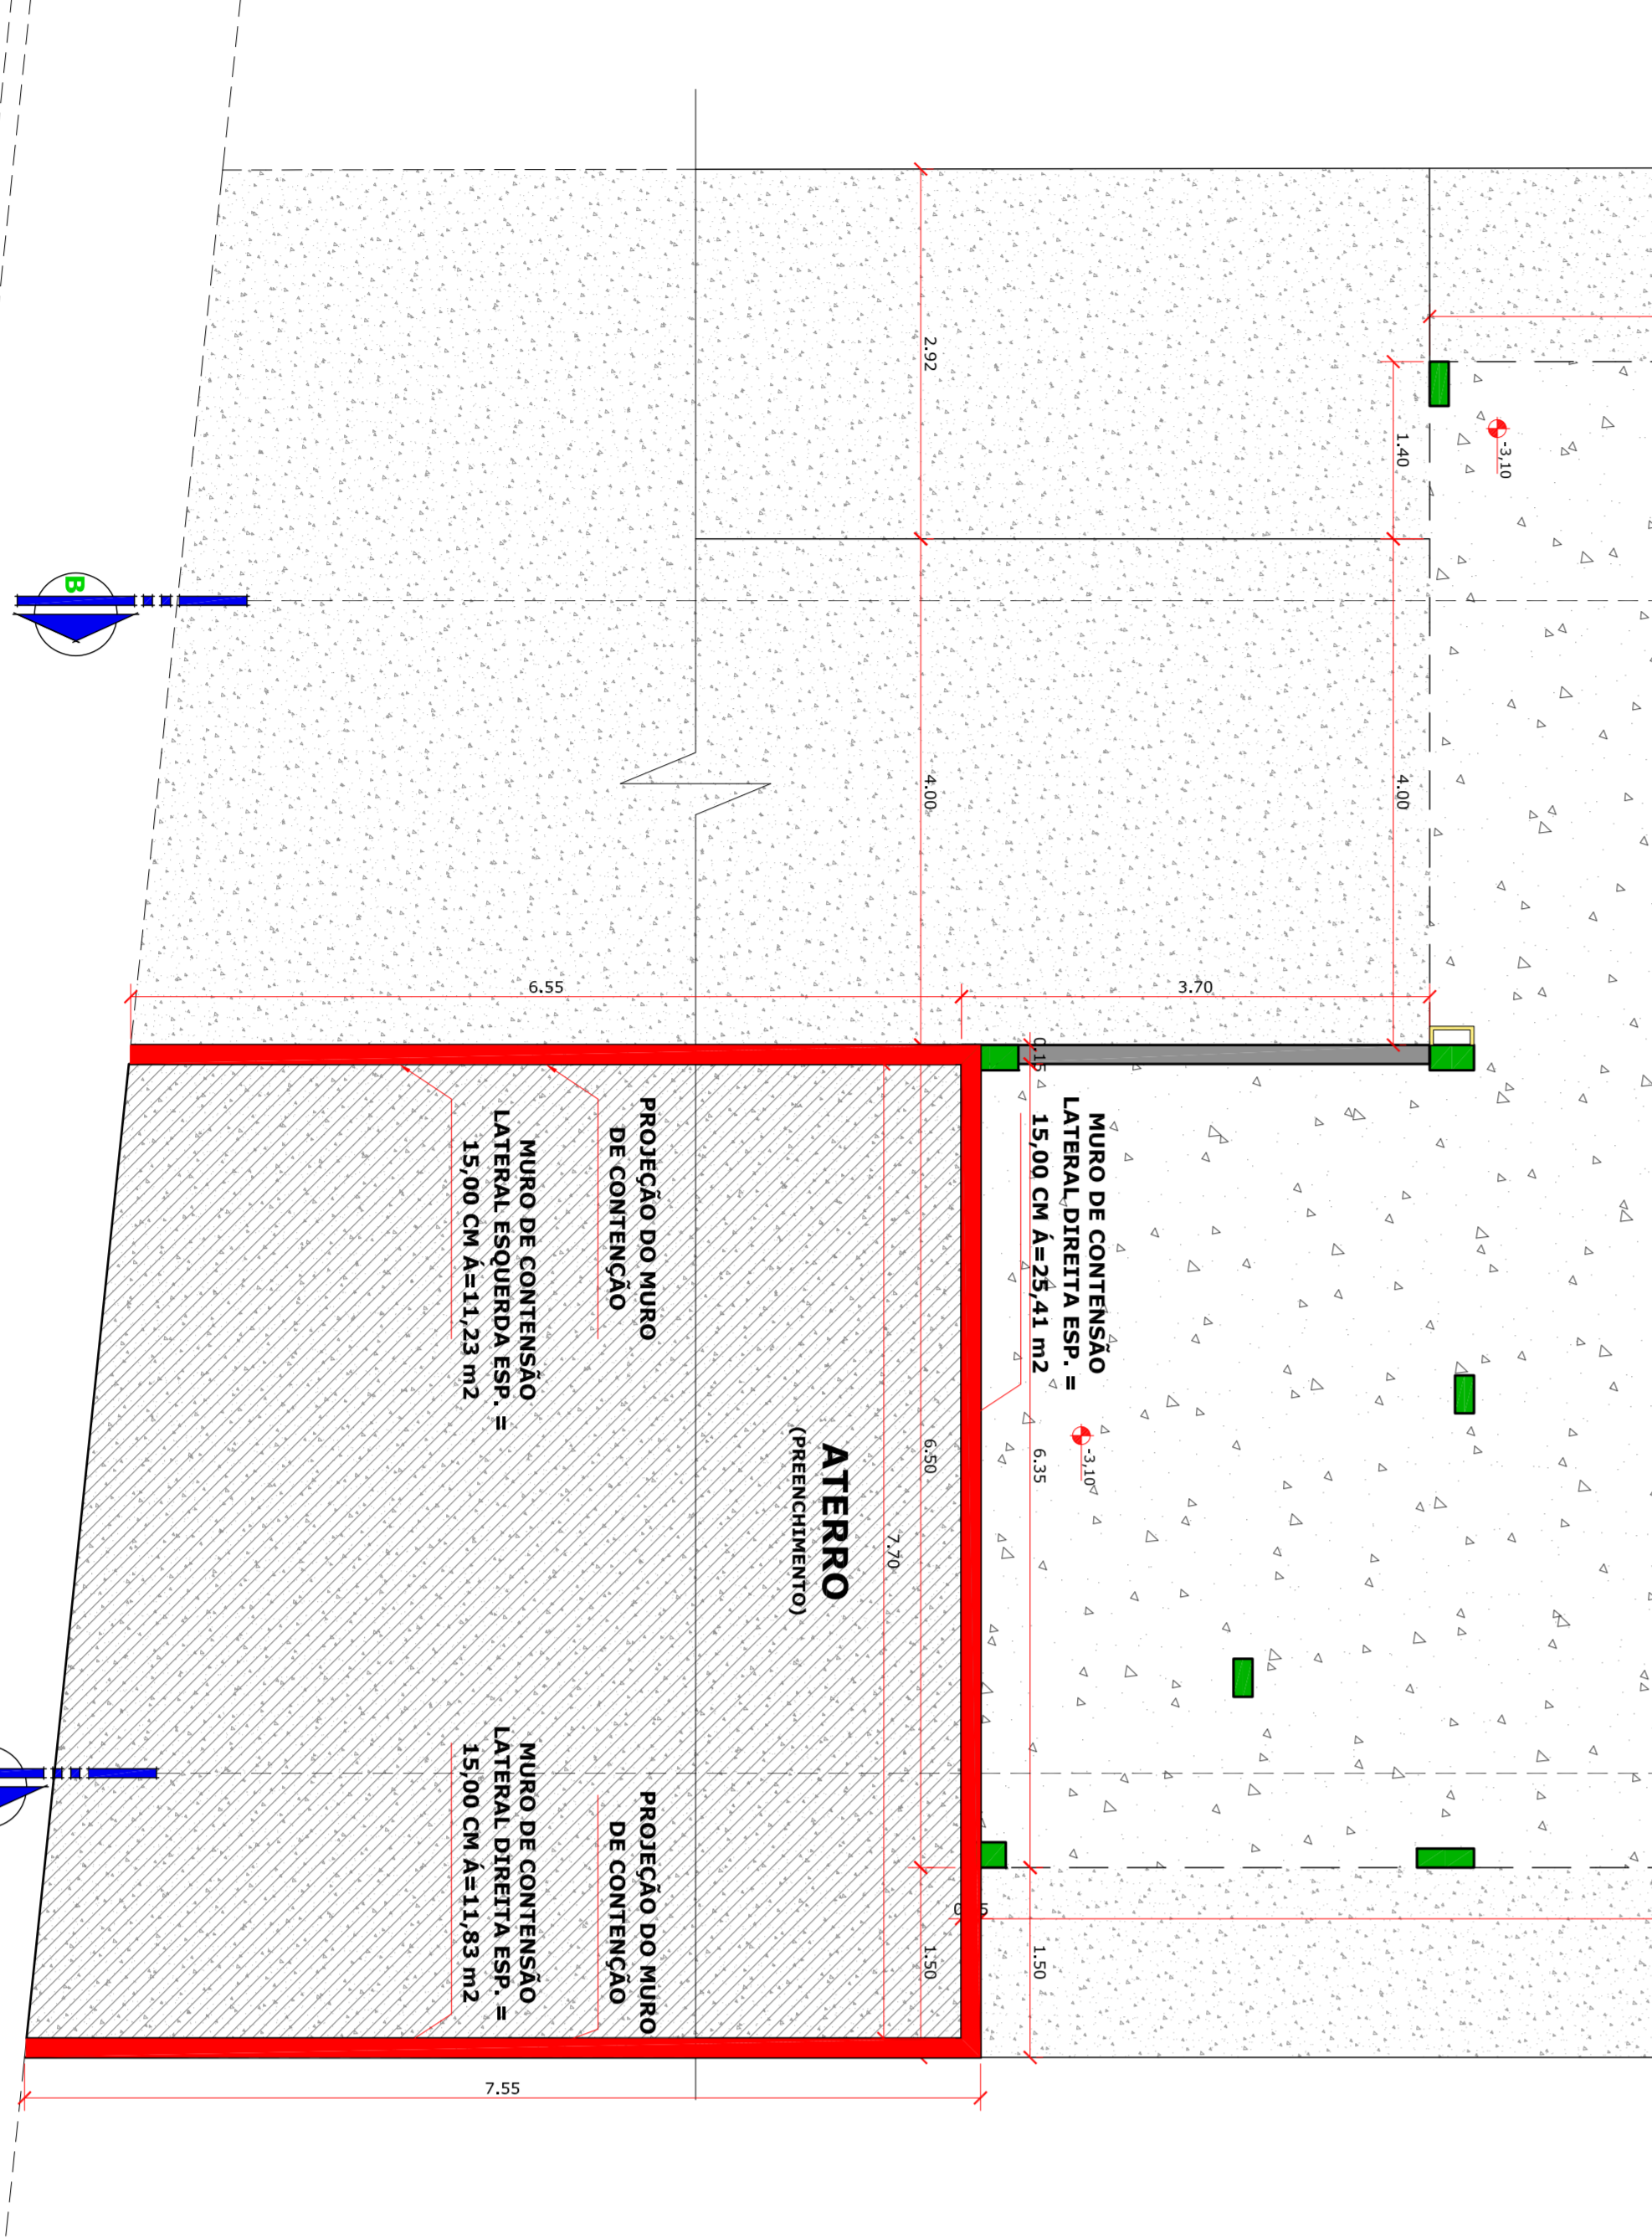 2.92
1.40
-3,10
B
4.00
4.00
6.55
3.70
0.15
MURO DE CONTENSÃO
LATERAL DIREITA ESP. =
15,00 CM Á=25,41 m2
PROJEÇÃO DO MURO
DE CONTENÇÃO
MURO DE CONTENSÃO
LATERAL ESQUERDA ESP. =
15,00 CM Á=11,23 m2
-3,10
6.35
6.50
7.70
ATERRO
(PREENCHIMENTO)
PROJEÇÃO DO MURO
DE CONTENÇÃO
MURO DE CONTENSÃO
LATERAL DIREITA ESP. =
15,00 CM Á=11,83 m2
1.50
1.50
7.55